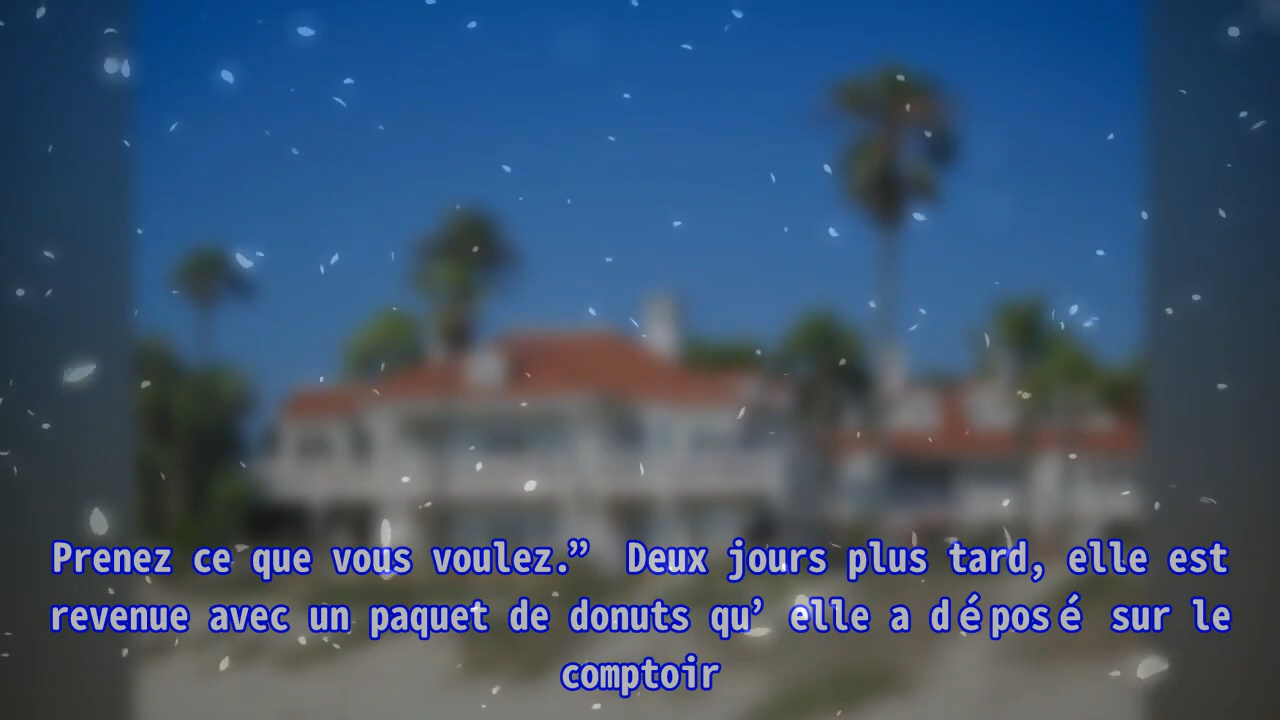 Prenez ce que vous voulez.” Deux jours plus tard, elle est
revenue avec un paquet de donuts qu’ elle a déposé sur le
comptoir